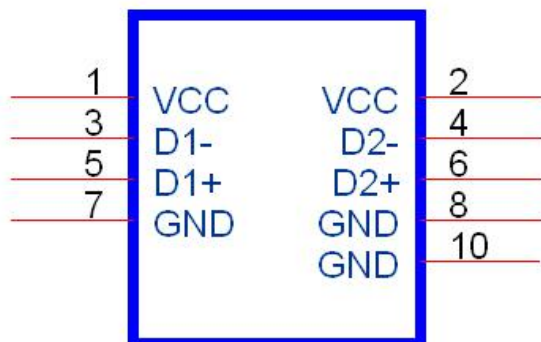 1 VCC VCC 2
3 D1- D2- 4
5 D1+ D2+ 6
7 GND GND 8
GND 10